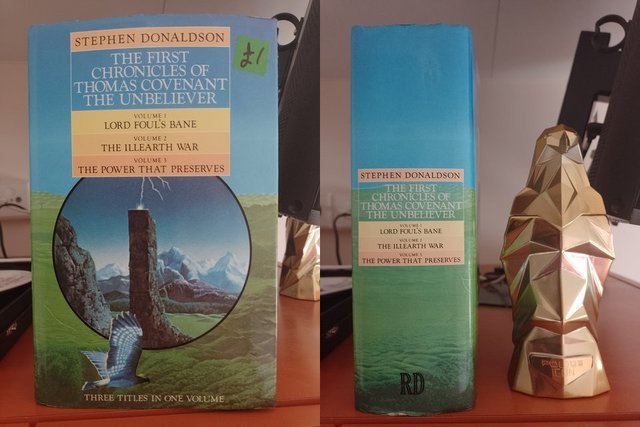 STEPHEN DONALDSON
£1
THE FIRST
CHRONICLES OF
THOMAS COVENANT
THE UNBELIEVER
VOLUME 1
LORD FOUL'S BANE
VOLUME 2
THE ILLEARTH WAR
VOLUME 3
THE POWER THAT PRESERVES
THREE TITLES IN ONE VOLUME
STEPHEN DONALDSON
THE FIRST
CHRONICLES OF
THOMAS COVENANT
THE UNBELIEVER
VOLUME 1
LORD FOUL'S BANE
VOLUME 2
THE ILLEARTH WAR
VOLUME 3
THE POWER THAT PRESERVES
RD